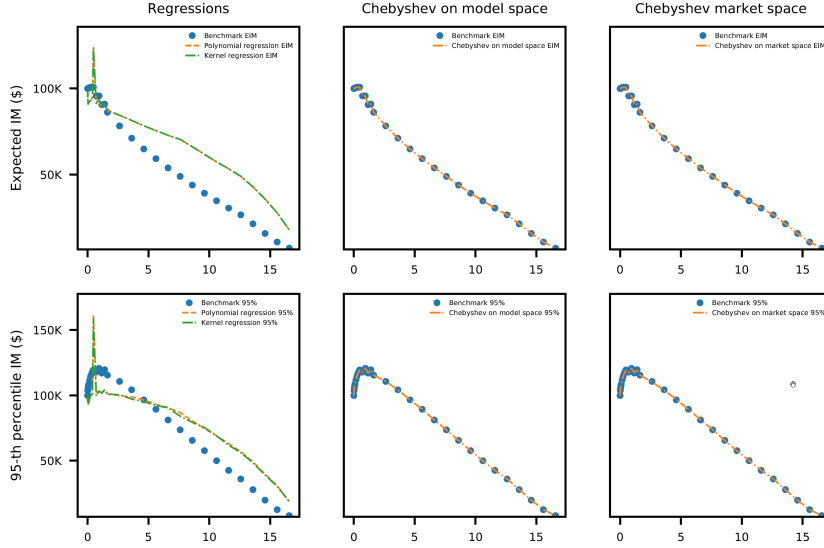 Regressions
Chebyshev on model space
Chebyshev market space
Expected IM ($)
100K
50K
Benchmark EIM
Polynomial regression EIM
Kernel regression EIM
0 5 10 15
Benchmark EIM
Chebyshev on model space EIM
0 5 10 15
Benchmark EIM
Chebyshev on market space EIM
0 5 10 15
95-th percentile IM ($)
150K
100K
50K
Benchmark 95%
Polynomial regression 95%
Kernel regression 95%
0 5 10 15
Benchmark 95%
Chebyshev on model space 95%
0 5 10 15
Benchmark 95%
Chebyshev on market space 95%
0 5 10 15